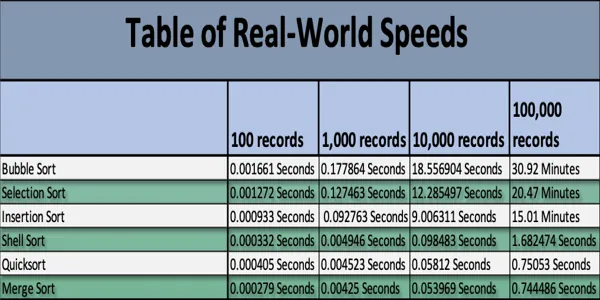 Table of Real-World Speeds
100 records 1,000 records 10,000 records 100,000 records
Bubble Sort 0.001661 Seconds 0.177864 Seconds 18.556904 Seconds 30.92 Minutes
Selection Sort 0.001272 Seconds 0.127463 Seconds 12.285497 Seconds 20.47 Minutes
Insertion Sort 0.000933 Seconds 0.092763 Seconds 9.006311 Seconds 15.01 Minutes
Shell Sort 0.000332 Seconds 0.004946 Seconds 0.098483 Seconds 1.682474 Seconds
Quicksort 0.000405 Seconds 0.004523 Seconds 0.05812 Seconds 0.75053 Seconds
Merge Sort 0.000279 Seconds 0.00425 Seconds 0.053969 Seconds 0.744486 Seconds